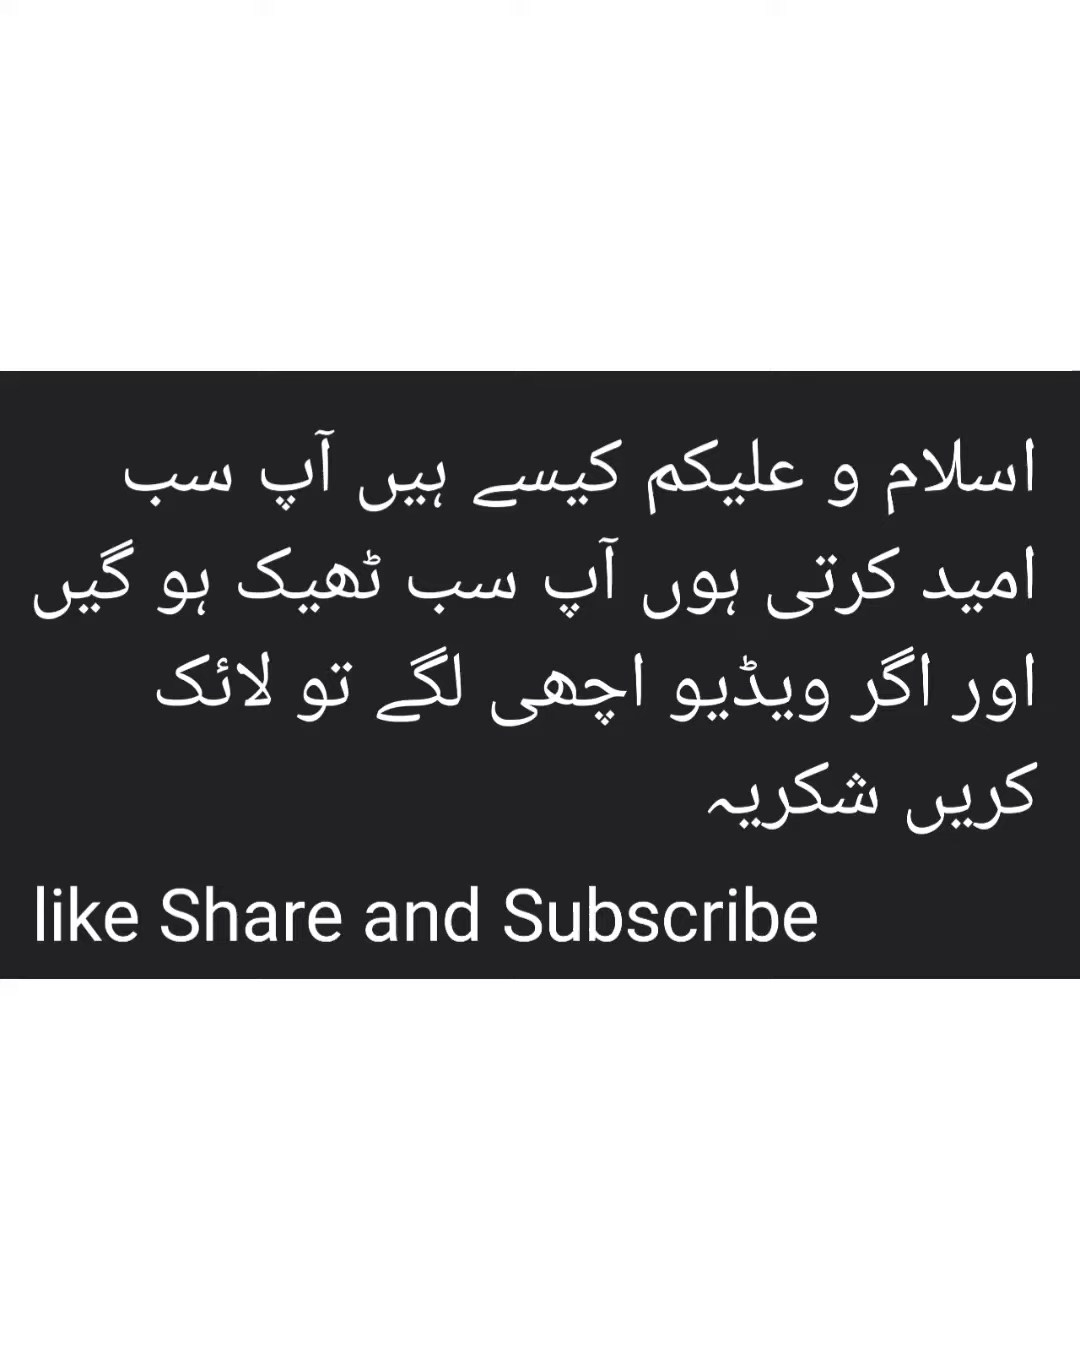 اسلام و علیکم کیسے ہیں آپ سب
امید کرتی ہوں آپ سب ٹھیک ہو گیں
اور اگر ویڈیو اچھی لگے تو لائک
کریں شکریہ
like Share and Subscribe